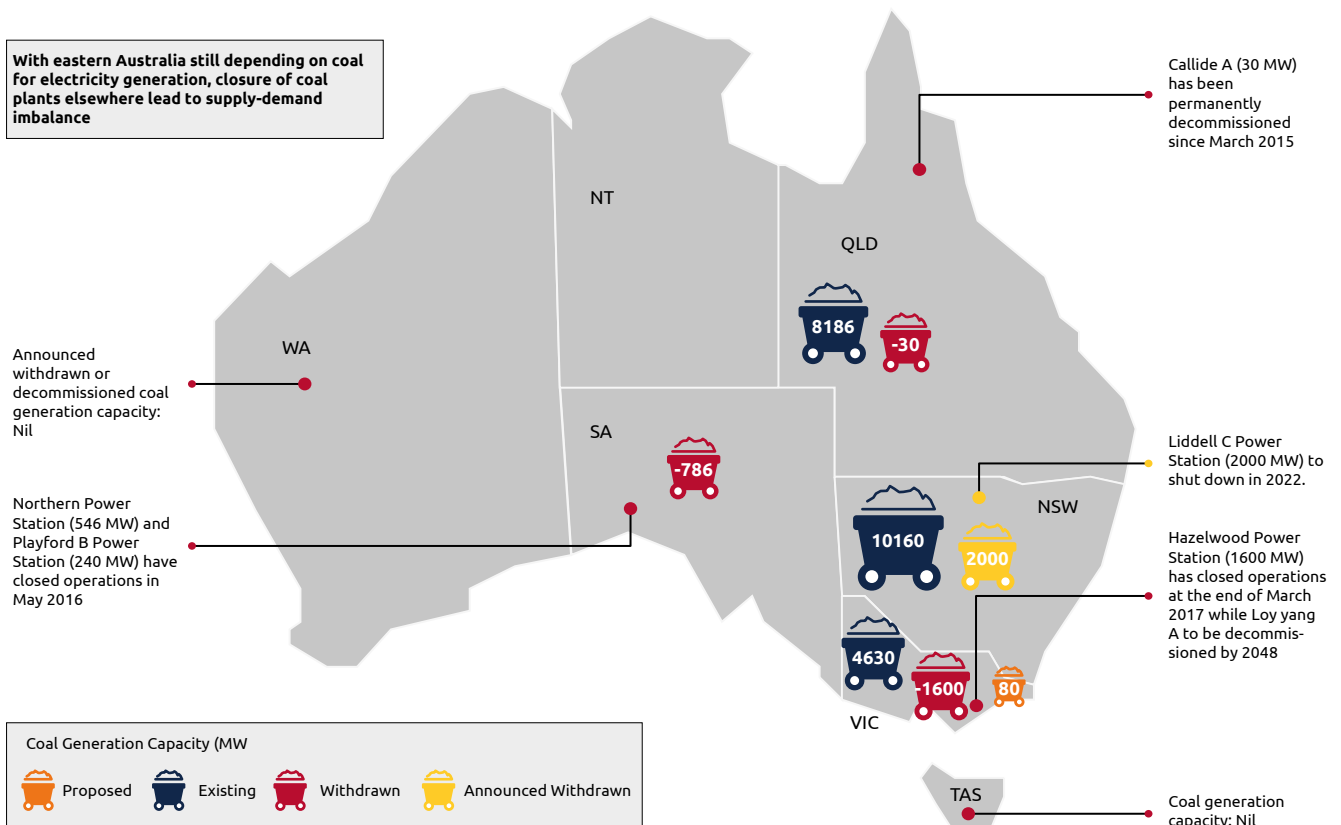 With eastern Australia still depending on coal
for electricity generation, closure of coal
plants elsewhere lead to supply-demand
imbalance
Callide A (30 MW)
has been
permanently
decommissioned
since March 2015
NT
QLD
8186
-30
WA
Announced
withdrawn or
decommissioned coal
generation capacity:
Nil
SA
-786
Northern Power
Station (546 MW) and
Playford B Power
Station (240 MW) have
closed operations in
May 2016
Liddell C Power
Station (2000 MW) to
shut down in 2022.
NSW
10160
2000
Hazelwood Power
Station (1600 MW)
has closed operations
at the end of March
2017 while Loy yang
A to be decommis-
sioned by 2048
4630
-1600
80
VIC
Coal Generation Capacity (MW
Proposed
Existing
Withdrawn
Announced Withdrawn
TAS
Coal generation
capacity: Nil